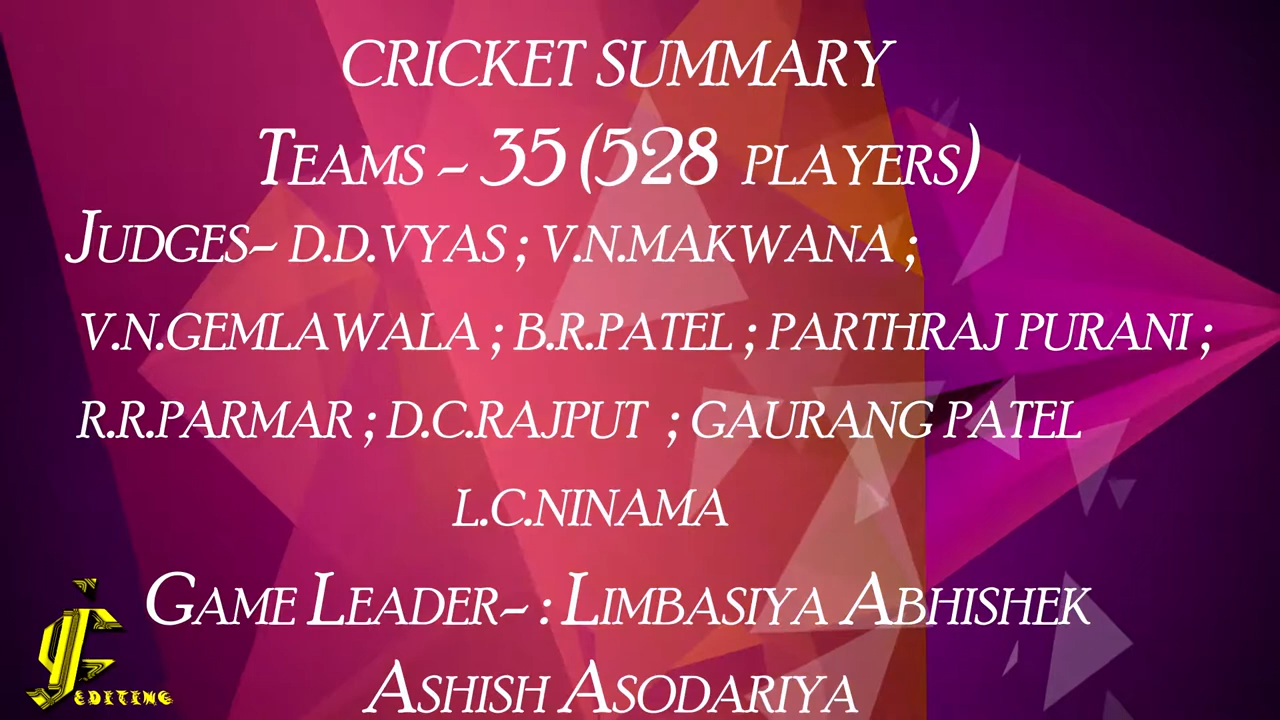 CRICKET SUMMARY
TEAMS - 35 (528 PLAYERS)
JUDGES- D.D.VYAS ; V.N.MAKWANA ;
V.N.GEMLAWALA ; B.R.PATEL ; PARTHRAJ PURANI ;
R.R.PARMAR ; D.C.RAJPUT ; GAURANG PATEL
L.C.NINAMA
GAME LEADER- : LIMBASIYA ABHISHEK
ASHISH ASODARIYA
EDITING